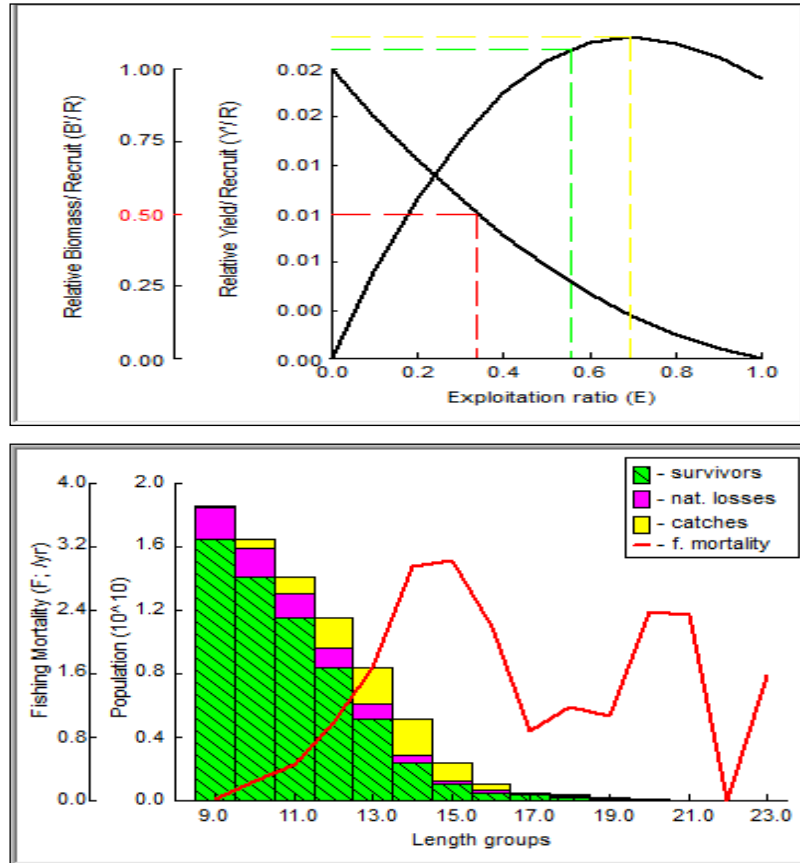 Relative Biomass/ Recruit (B'/ R)
1.00
0.75
0.50
0.25
0.00
Relative Yield/ Recruit (Y'/ R)
0.02
0.02
0.01
0.01
0.01
0.00
0.00
0.0 0.2 0.4 0.6 0.8 1.0
Exploitation ratio (E)
- survivors
- nat. losses
- catches
- f. mortality
Fishing Mortality (F; /yr)
4.0
3.2
2.4
1.6
0.8
0.0
Population (10^10)
2.0
1.6
1.2
0.8
0.4
0.0
9.0 11.0 13.0 15.0 17.0 19.0 21.0 23.0
Length groups